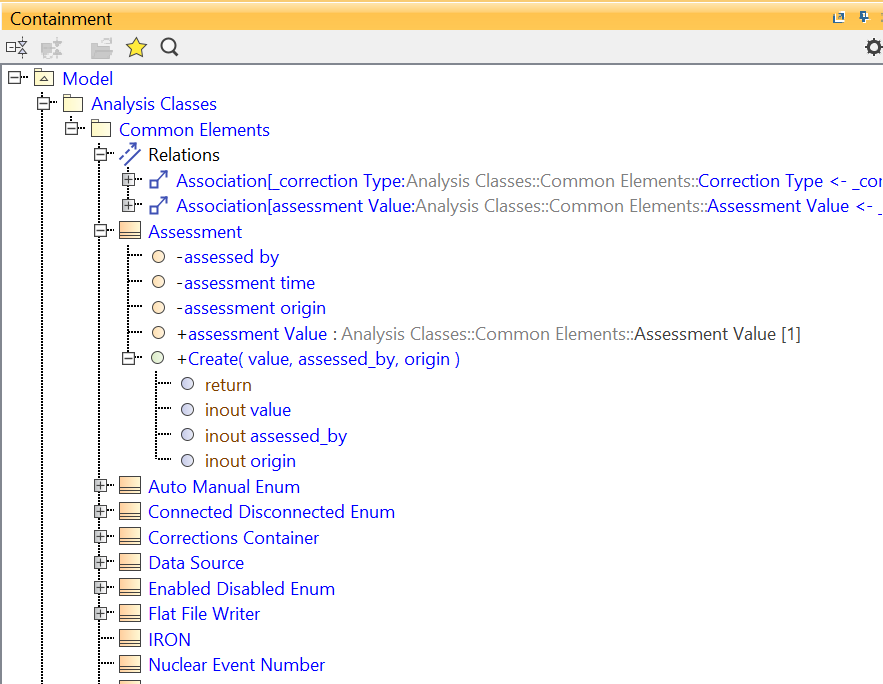 Containment
Model
Analysis Classes
Common Elements
Relations
Association[_correction Type:Analysis Classes::Common Elements::Correction Type <- _cor
Association[assessment Value:Analysis Classes::Common Elements::Assessment Value <- _
Assessment
-assessed by
-assessment time
-assessment origin
+assessment Value : Analysis Classes::Common Elements::Assessment Value [1]
+Create( value, assessed_by, origin )
return
inout value
inout assessed_by
inout origin
Auto Manual Enum
Connected Disconnected Enum
Corrections Container
Data Source
Enabled Disabled Enum
Flat File Writer
IRON
Nuclear Event Number